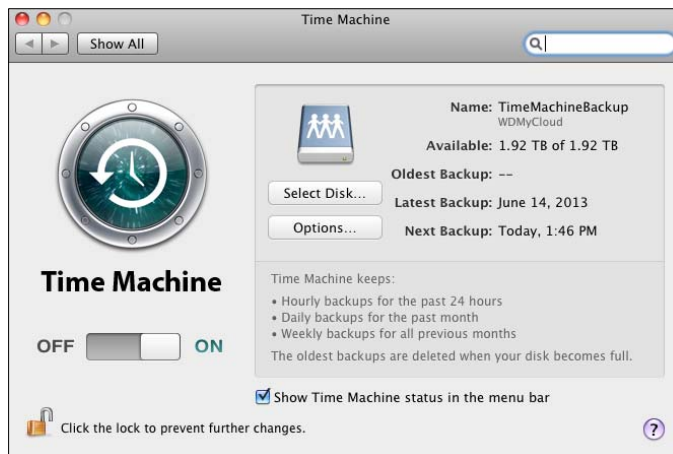 Time Machine
Show All
Name: TimeMachineBackup
WDMyCloud
Available: 1.92 TB of 1.92 TB
Oldest Backup: --
Select Disk...
Latest Backup: June 14, 2013
Options...
Next Backup: Today, 1:46 PM
Time Machine
Time Machine keeps:
• Hourly backups for the past 24 hours
• Daily backups for the past month
• Weekly backups for all previous months
The oldest backups are deleted when your disk becomes full.
OFF ON
Show Time Machine status in the menu bar
Click the lock to prevent further changes.
?